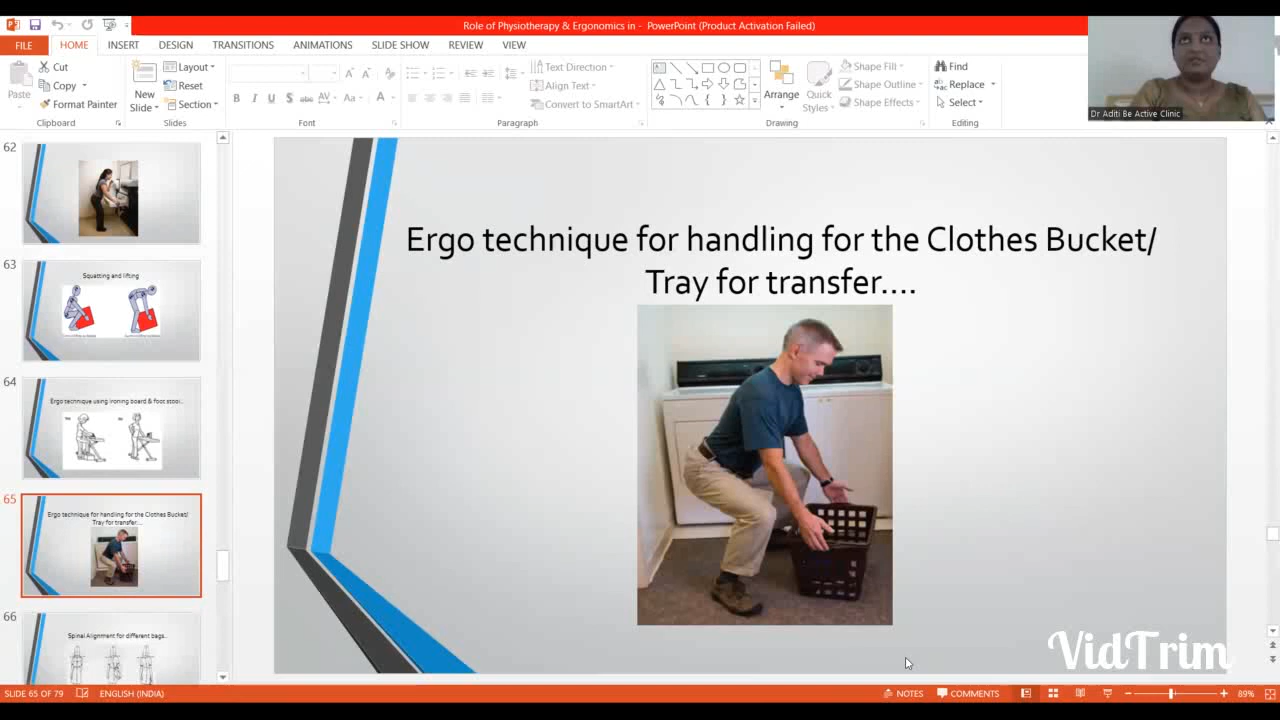 Role of Physiotherapy & Ergonomics in - PowerPoint (Product Activation Failed)
FILE
HOME
INSERT
DESIGN
TRANSITIONS
ANIMATIONS
SLIDE SHOW
REVIEW
VIEW
Paste
Cut
Copy
Format Painter
Clipboard
New
Slide
Layout
Reset
Section
Slides
B I U S abc AV Aa A
Font
Text Direction
Align Text
Convert to SmartArt
Paragraph
Arrange
Quick
Styles
Shape Fill
Shape Outline
Shape Effects
Drawing
Find
Replace
Select
Editing
Dr Aditi Be Active Clinic
62
63
Squatting and lifting
64
Ergo technique using ironing board & foot stool..
65
Ergo technique for handling for the Clothes Bucket/
Tray for transfer....
66
Spinal Alignment for different bags..
Ergo technique for handling for the Clothes Bucket/
Tray for transfer....
VidTrim
SLIDE 65 OF 79
ENGLISH (INDIA)
NOTES
COMMENTS
89%